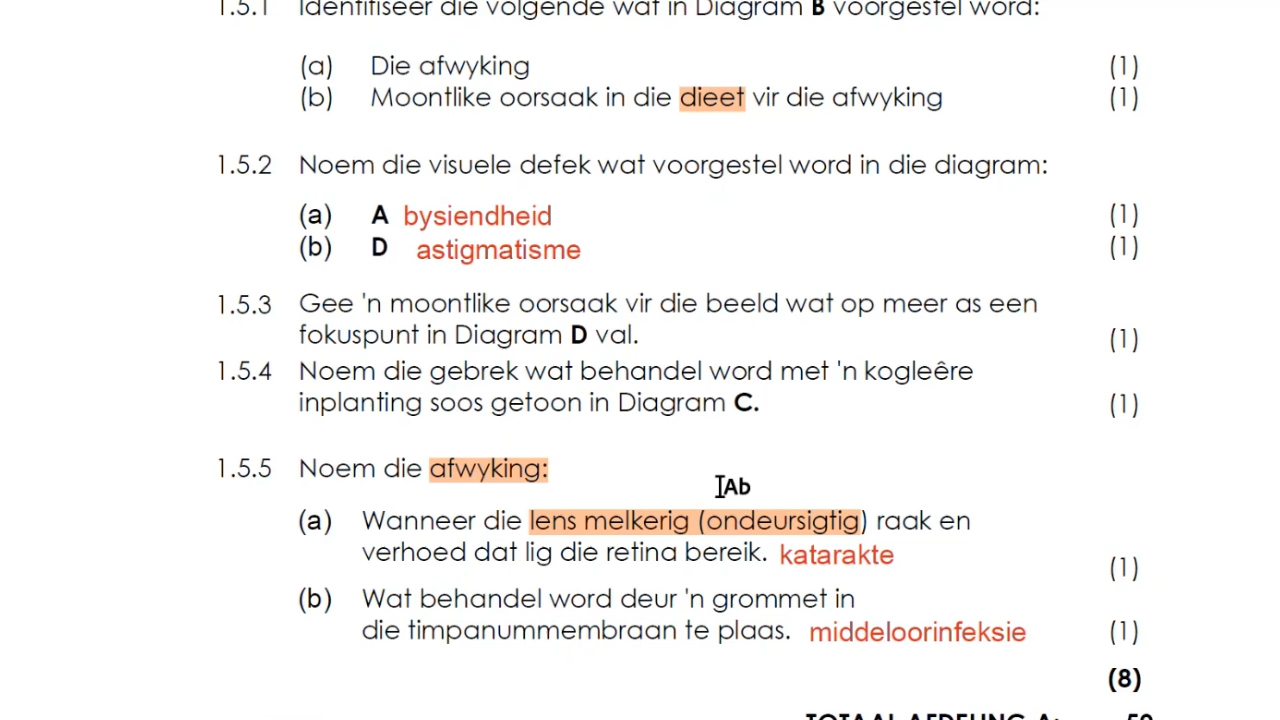 1.5.1 Identifiseer die volgende wat in Diagram B voorgestel word:
(a) Die afwyking (1)
(b) Moontlike oorsaak in die dieet vir die afwyking (1)
1.5.2 Noem die visuele defek wat voorgestel word in die diagram:
(a) A bysiendheid (1)
(b) D astigmatisme (1)
1.5.3 Gee 'n moontlike oorsaak vir die beeld wat op meer as een
fokuspunt in Diagram D val. (1)
1.5.4 Noem die gebrek wat behandel word met 'n kogleêre
inplanting soos getoon in Diagram C. (1)
1.5.5 Noem die afwyking:
Ab
(a) Wanneer die lens melkerig (ondeursigtig) raak en
verhoed dat lig die retina bereik. katarakte (1)
(b) Wat behandel word deur 'n grommet in
die timpanummembraan te plaas. middeloorinfeksie (1)
(8)
TOTAAL AFDELING A: 50